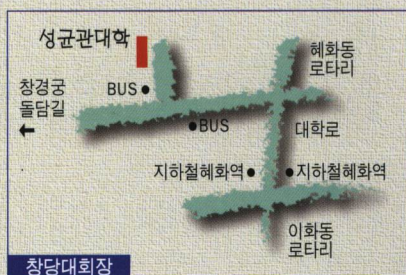 성균관대학
혜화동
로타리
창경궁
돌담길
←
BUS
BUS
대학로
지하철혜화역
지하철혜화역
이화동
로타리
창당대회장